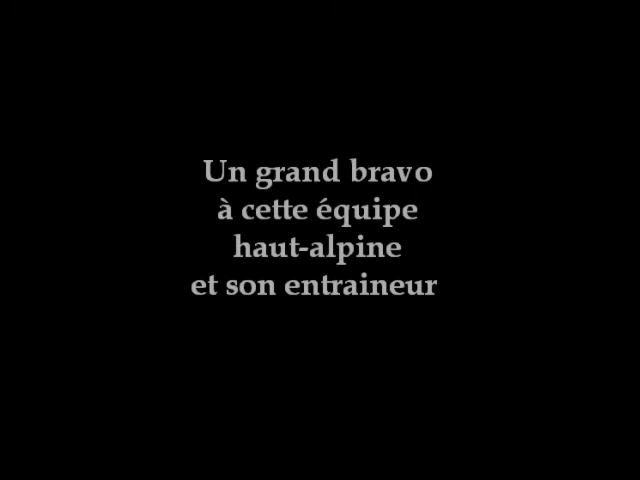 Un grand bravo
à cette équipe
haut-alpine
et son entraineur